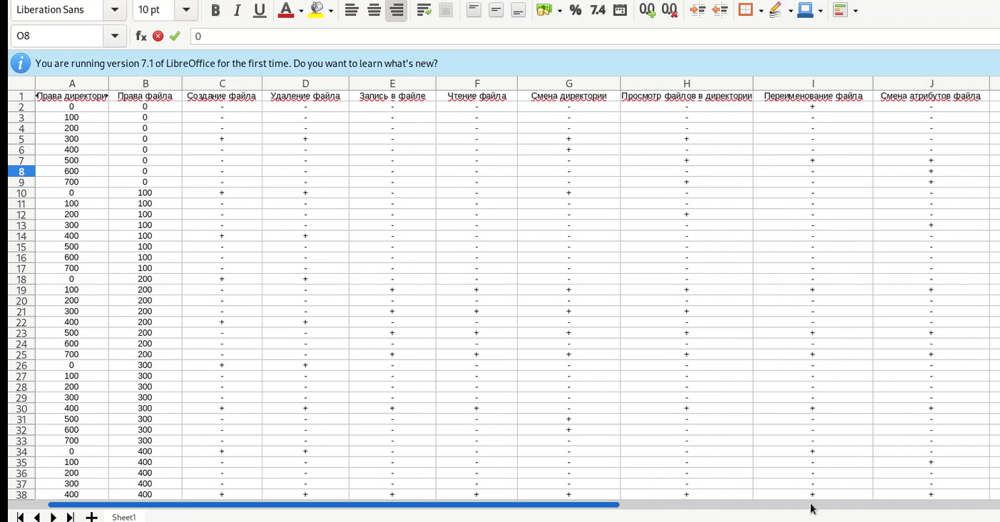 Liberation Sans 10 pt B I U A % 7.4 0.0 0.0
O8 fx 0
You are running version 7.1 of LibreOffice for the first time. Do you want to learn what's new?
A B C D E F G H I J
1 Права директори Права файла Создание файла Удаление файла Запись в файле Чтение файла Смена директории Просмотр файлов в директории Переименование файла Смена атрибутов файла
2 0 0 - - - - - - + -
3 100 0 - - - - - - - -
4 200 0 - - - - - - - -
5 300 0 + + - - + + - -
6 400 0 - - - - + - - -
7 500 0 - - - - - + + +
8 600 0 - - - - - - - +
9 700 0 - - - - - + - +
10 0 100 + + - - + - - -
11 100 100 - - - - - - - -
12 200 100 - - - - - + - -
13 300 100 - - - - - - - +
14 400 100 + + - - - - - -
15 500 100 - - - - - - - -
16 600 100 - - - - - - - -
17 700 100 - - - - - - - -
18 0 200 + + - - - - - -
19 100 200 - - + + + + + +
20 200 200 - - - - - - - -
21 300 200 - - + + + + - -
22 400 200 + + - - - - - -
23 500 200 - - + + + + + +
24 600 200 - - - - - - - -
25 700 200 - - + + + + + +
26 0 300 + + - - - - - -
27 100 300 - - - - - - - -
28 200 300 - - - - - - - -
29 300 300 - - - - - - - -
30 400 300 + + + + - + + +
31 500 300 - - - - + - - -
32 600 300 - - - - + - - -
33 700 300 - - - - - - - -
34 0 400 + + - - - - + -
35 100 400 - - - - - - - +
36 200 400 - - - - - - - -
37 300 400 - - - - - - - -
38 400 400 + + + + + + + +
Sheet1